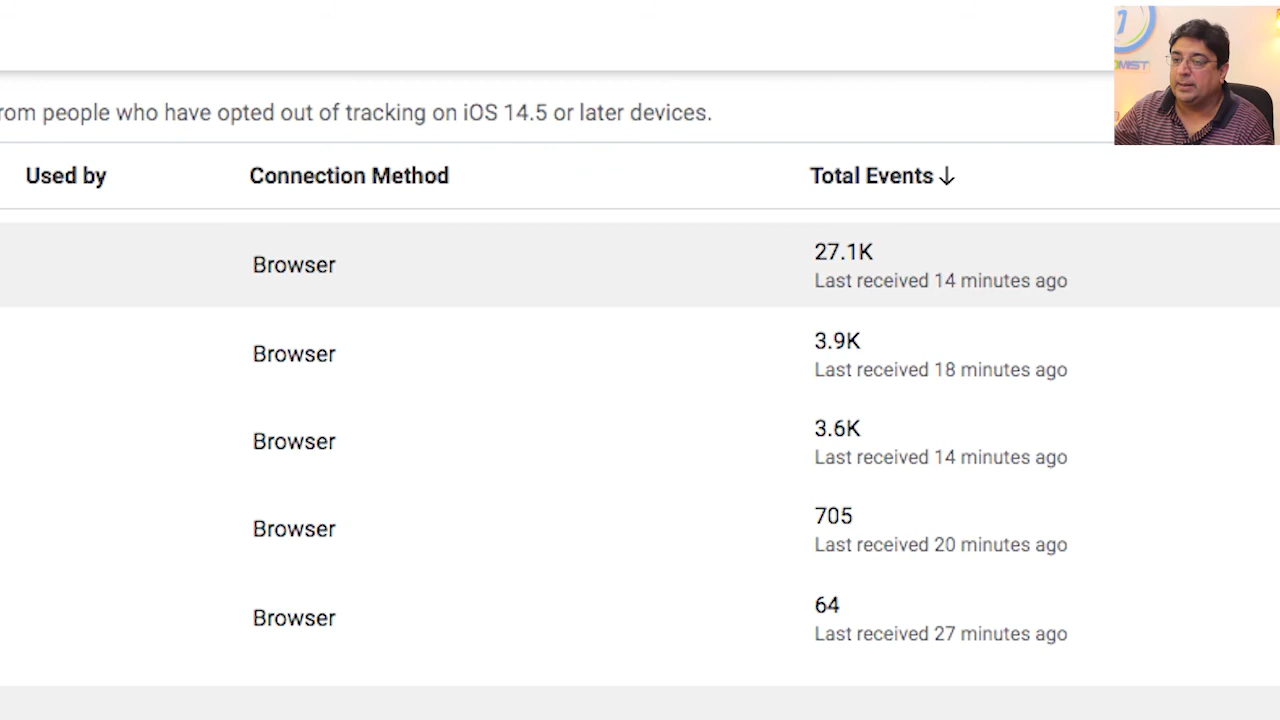 rom people who have opted out of tracking on iOS 14.5 or later devices.
Used by Connection Method Total Events
Browser 27.1K
Last received 14 minutes ago
Browser 3.9K
Last received 18 minutes ago
Browser 3.6K
Last received 14 minutes ago
Browser 705
Last received 20 minutes ago
Browser 64
Last received 27 minutes ago